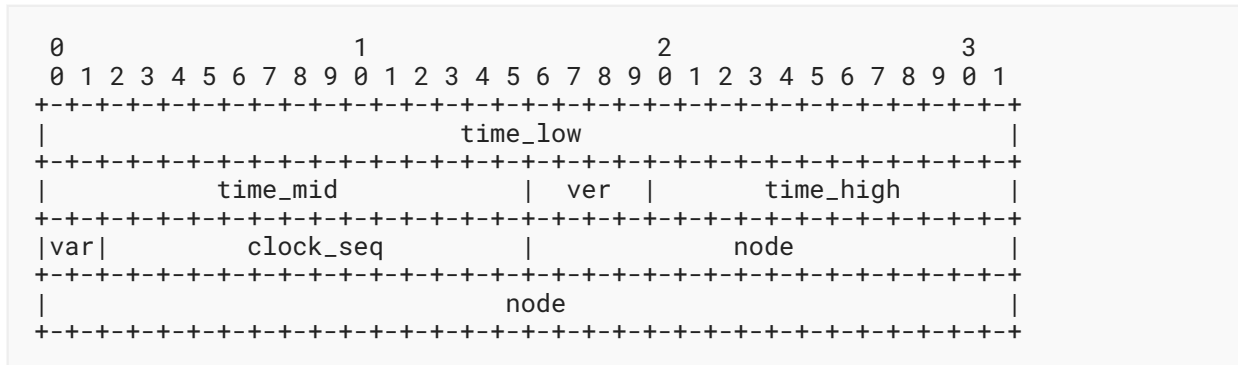 0                   1                   2                   3
 0 1 2 3 4 5 6 7 8 9 0 1 2 3 4 5 6 7 8 9 0 1 2 3 4 5 6 7 8 9 0 1
+-+-+-+-+-+-+-+-+-+-+-+-+-+-+-+-+-+-+-+-+-+-+-+-+-+-+-+-+-+-+-+-+
|                           time_low                            |
+-+-+-+-+-+-+-+-+-+-+-+-+-+-+-+-+-+-+-+-+-+-+-+-+-+-+-+-+-+-+-+-+
|           time_mid            |  ver  |       time_high       |
+-+-+-+-+-+-+-+-+-+-+-+-+-+-+-+-+-+-+-+-+-+-+-+-+-+-+-+-+-+-+-+-+
|var|         clock_seq         |             node              |
+-+-+-+-+-+-+-+-+-+-+-+-+-+-+-+-+-+-+-+-+-+-+-+-+-+-+-+-+-+-+-+-+
|                              node                             |
+-+-+-+-+-+-+-+-+-+-+-+-+-+-+-+-+-+-+-+-+-+-+-+-+-+-+-+-+-+-+-+-+